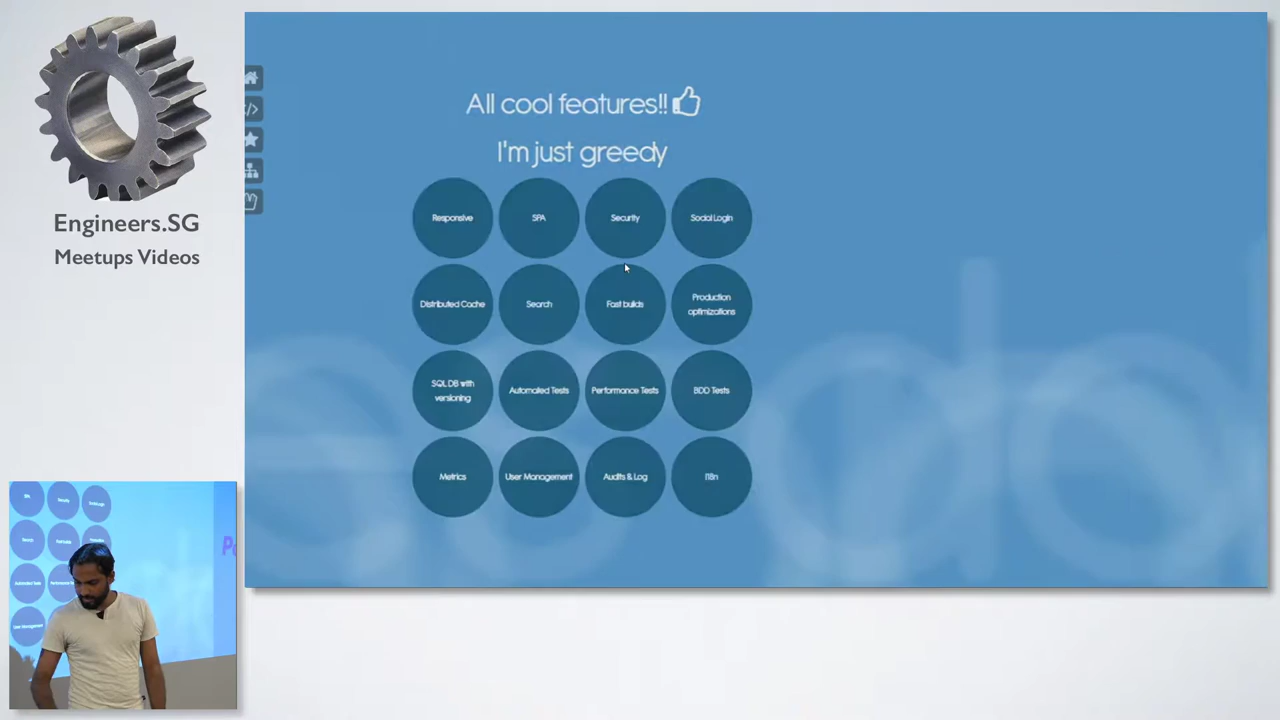 Engineers.SG
Meetups Videos
All cool features!!
I'm just greedy
Responsive
SPA
Security
Social Login
Distributed Cache
Search
Fast builds
Production
optimizations
SQL DB with
versioning
Automated Tests
Performance Tests
BDD Tests
Metrics
User Management
Audits & Log
I18n